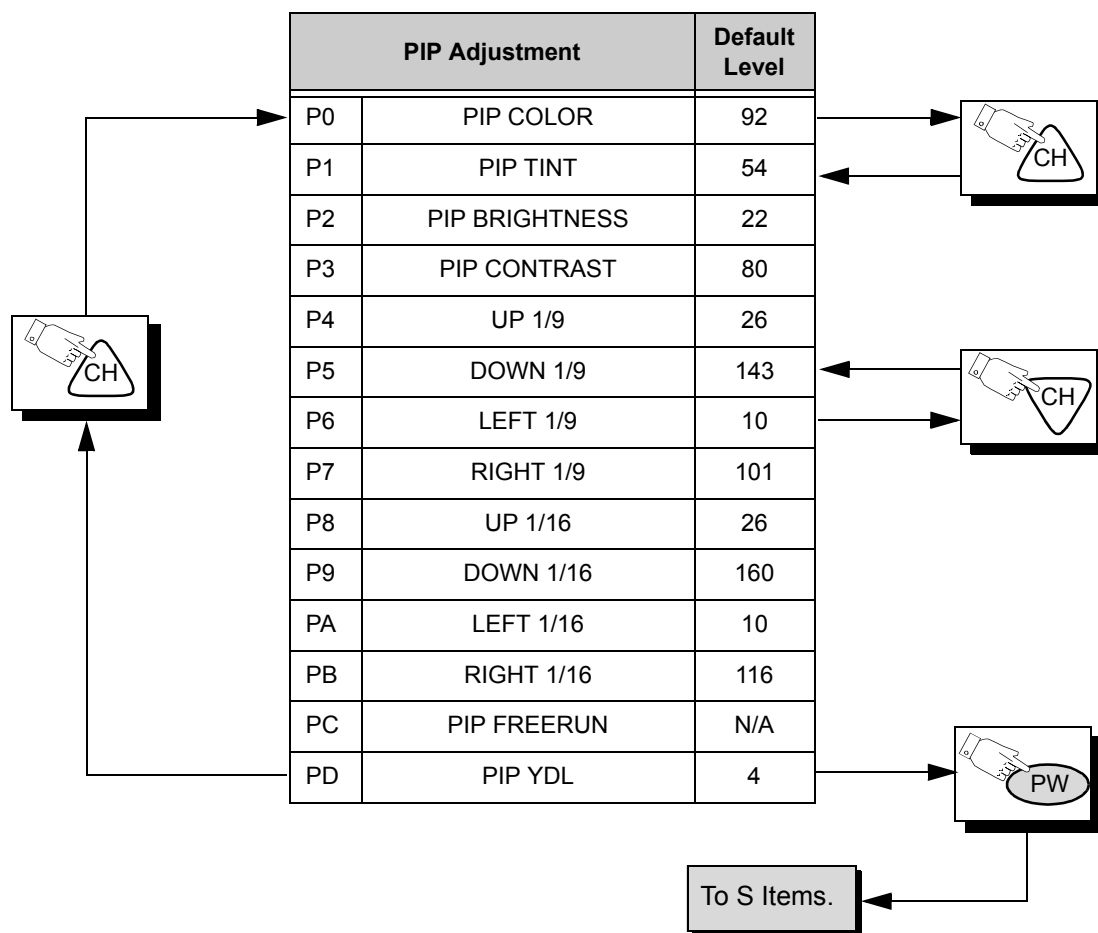 PIP Adjustment Default
Level
P0 PIP COLOR 92
CH
P1 PIP TINT 54
P2 PIP BRIGHTNESS 22
P3 PIP CONTRAST 80
P4 UP 1/9 26
CH
P5 DOWN 1/9 143
CH
P6 LEFT 1/9 10
P7 RIGHT 1/9 101
P8 UP 1/16 26
P9 DOWN 1/16 160
PA LEFT 1/16 10
PB RIGHT 1/16 116
PC PIP FREERUN N/A
PD PIP YDL 4
PW
To S Items.